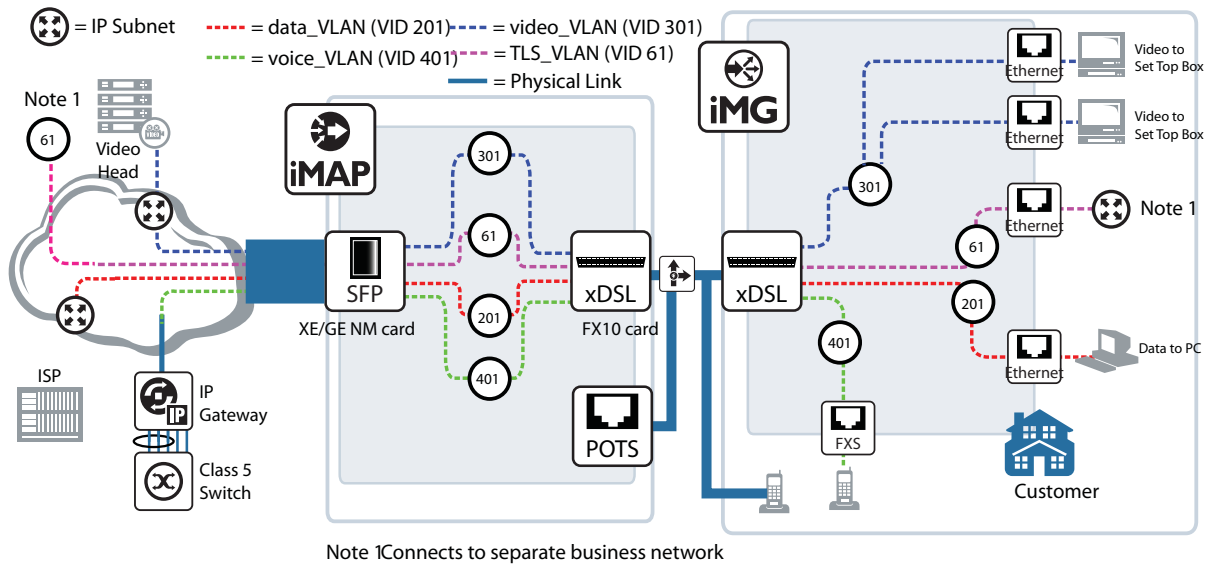 = IP Subnet
= data_VLAN (VID 201)
= video_VLAN (VID 301)
= voice_VLAN (VID 401)
= TLS_VLAN (VID 61)
= Physical Link
Note 1
61
Video
Head
iMAP
iMG
301
61
201
401
SFP
XE/GE NM card
xDSL
FX10 card
POTS
xDSL
301
61
201
401
FXS
Ethernet
Video to
Set Top Box
Ethernet
Video to
Set Top Box
Ethernet
Note 1
Ethernet
Data to PC
Customer
ISP
IP
IP
Gateway
Class 5
Switch
Note 1Connects to separate business network